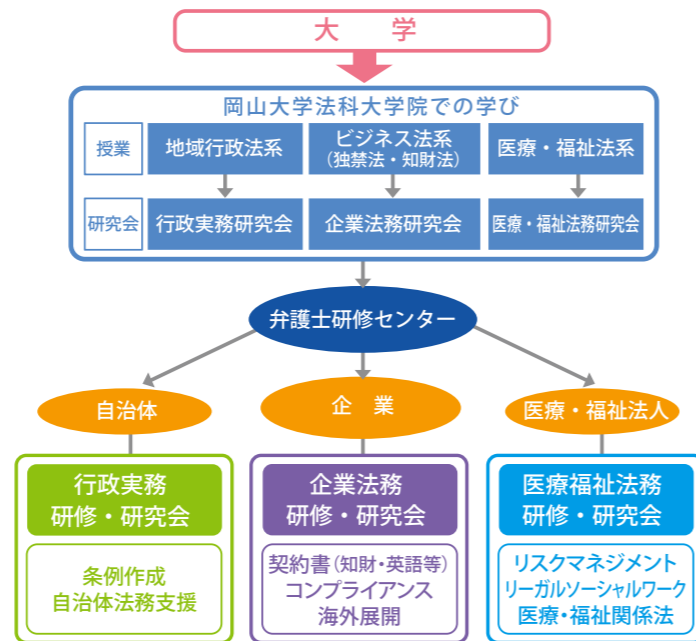 大 学
岡山大学法科大学院での学び
授業
地域行政法系
ビジネス法系
(独禁法・知財法)
医療・福祉法系
研究会
行政実務研究会
企業法務研究会
医療・福祉法務研究会
弁護士研修センター
自治体
企 業
医療・福祉法人
行政実務
研修・研究会
条例作成
自治体法務支援
企業法務
研修・研究会
契約書(知財・英語等)
コンプライアンス
海外展開
医療福祉法務
研修・研究会
リスクマネジメント
リーガルソーシャルワーク
医療・福祉関係法